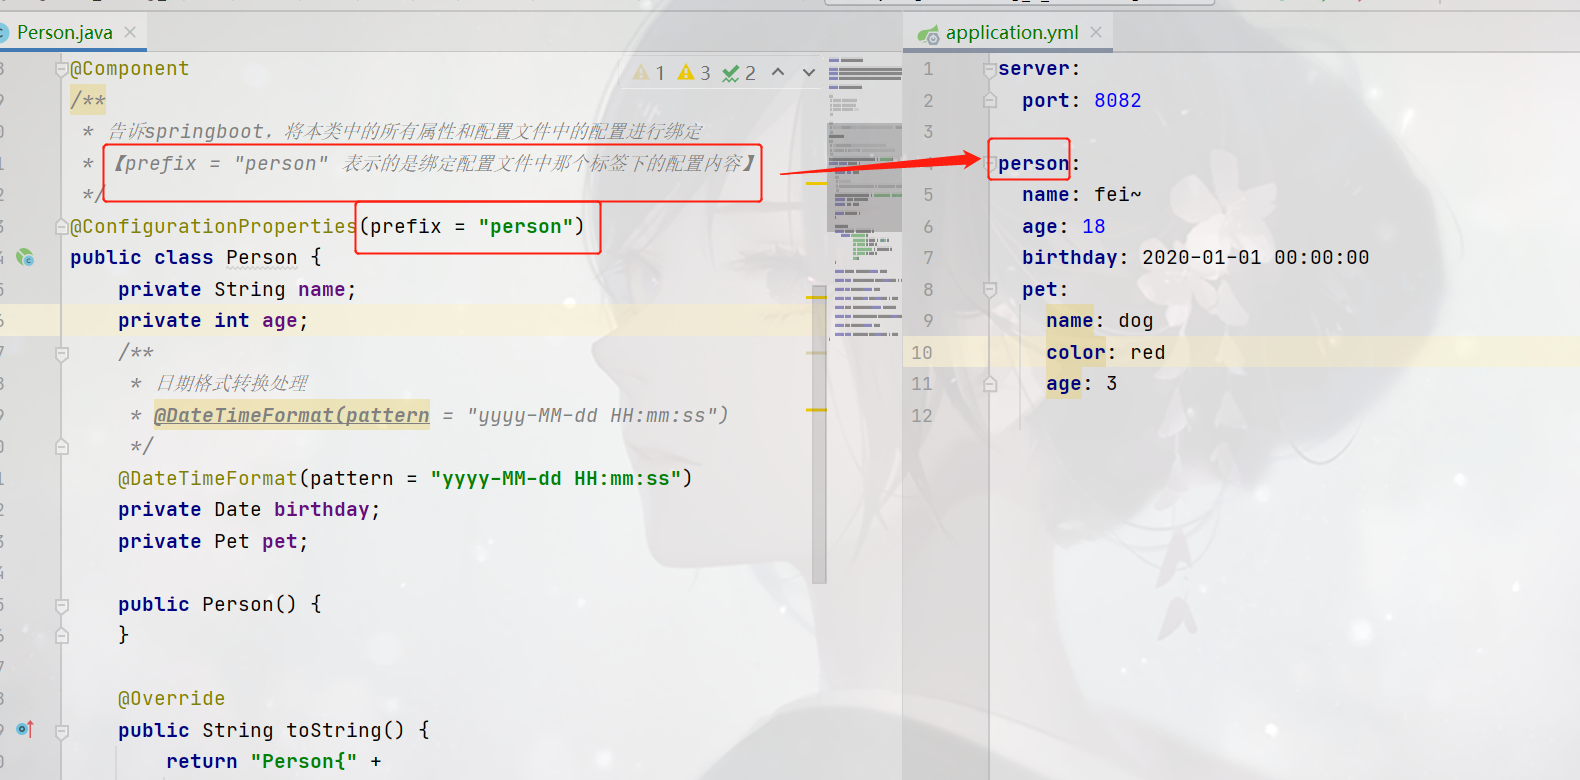 Person.java
@Component
/**
* 告诉springboot，将本类中的所有属性和配置文件中的配置进行绑定
* 【prefix = "person" 表示的是绑定配置文件中那个标签下的配置内容】
*/
@ConfigurationProperties(prefix = "person")
public class Person {
private String name;
private int age;
/**
* 日期格式转换处理
* @DateTimeFormat(pattern = "yyyy-MM-dd HH:mm:ss")
*/
@DateTimeFormat(pattern = "yyyy-MM-dd HH:mm:ss")
private Date birthday;
private Pet pet;
public Person() {
}
@Override
public String toString() {
return "Person{" +
1 3 2
application.yml
1 server:
2 port: 8082
3
4 person:
5 name: fei~
6 age: 18
7 birthday: 2020-01-01 00:00:00
8 pet:
9 name: dog
10 color: red
11 age: 3
12